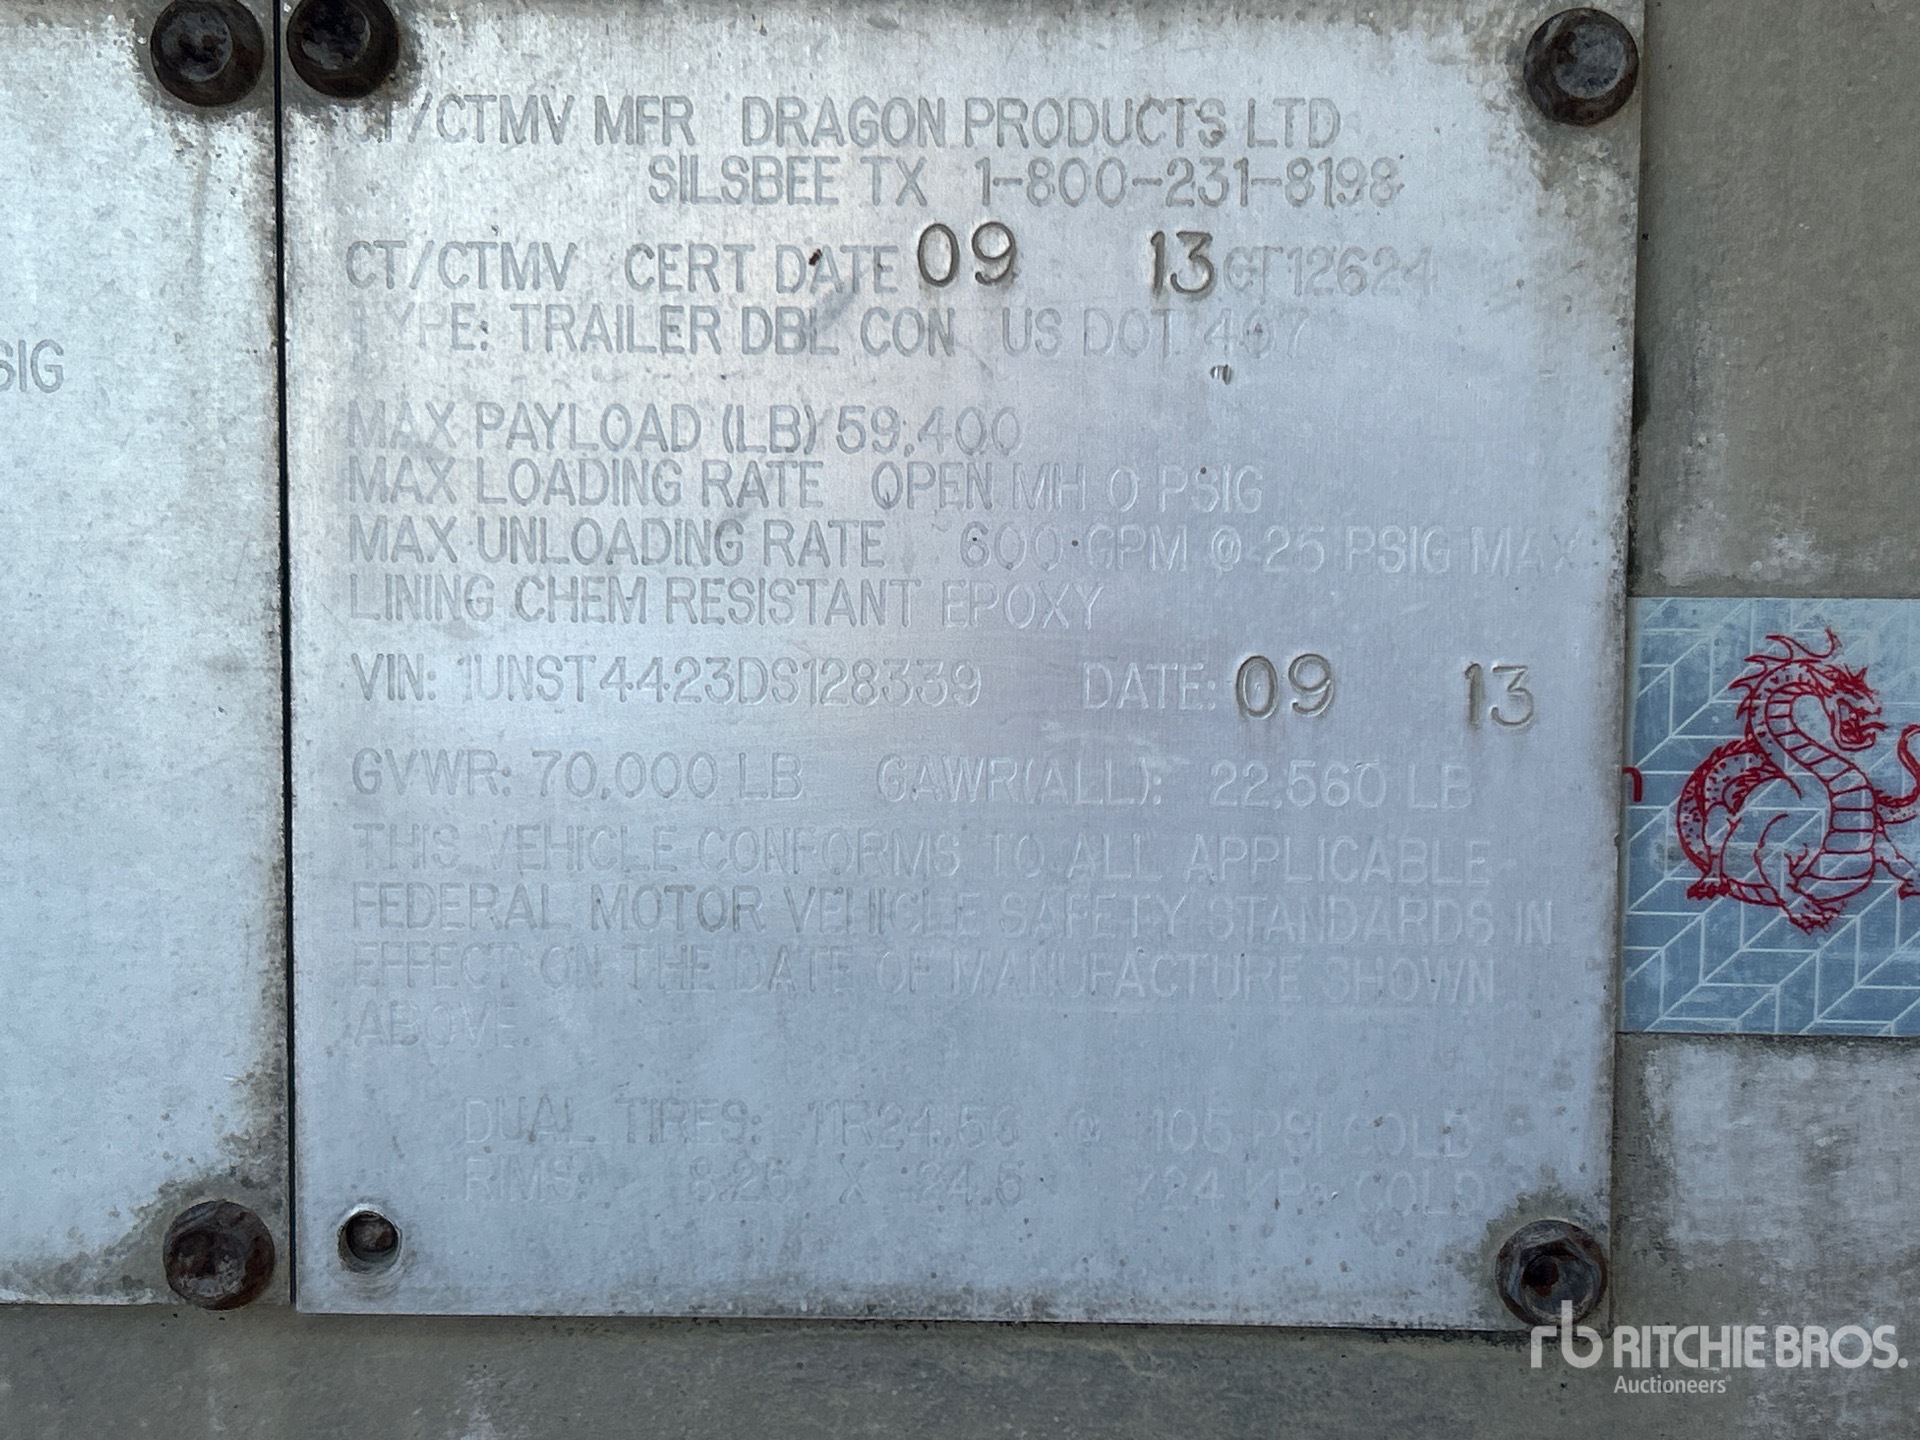 SIG
CT/CTMV MFR DRAGON PRODUCTS LTD
SILSBEE TX 1-800-231-8198
CT/CTMV CERT DATE 09 13 CT12624
TYPE: TRAILER DBL CON US DOT 407
MAX PAYLOAD (LB) 59,400
MAX LOADING RATE OPEN MH 0 PSIG
MAX UNLOADING RATE 600 GPM @ 25 PSIG MAX
LINING CHEM RESISTANT EPOXY
VIN: 1UNST4423DS128339 DATE: 09 13
GVWR: 70,000 LB GAWR(ALL): 22,560 LB
THIS VEHICLE CONFORMS TO ALL APPLICABLE
FEDERAL MOTOR VEHICLE SAFETY STANDARDS IN
EFFECT ON THE DATE OF MANUFACTURE SHOWN
ABOVE.
DUAL TIRES: 11R24.5G @ 105 PSI COLD
RIMS: 8.25 X 24.5 724 KPa COLD
rb RITCHIE BROS.
Auctioneers